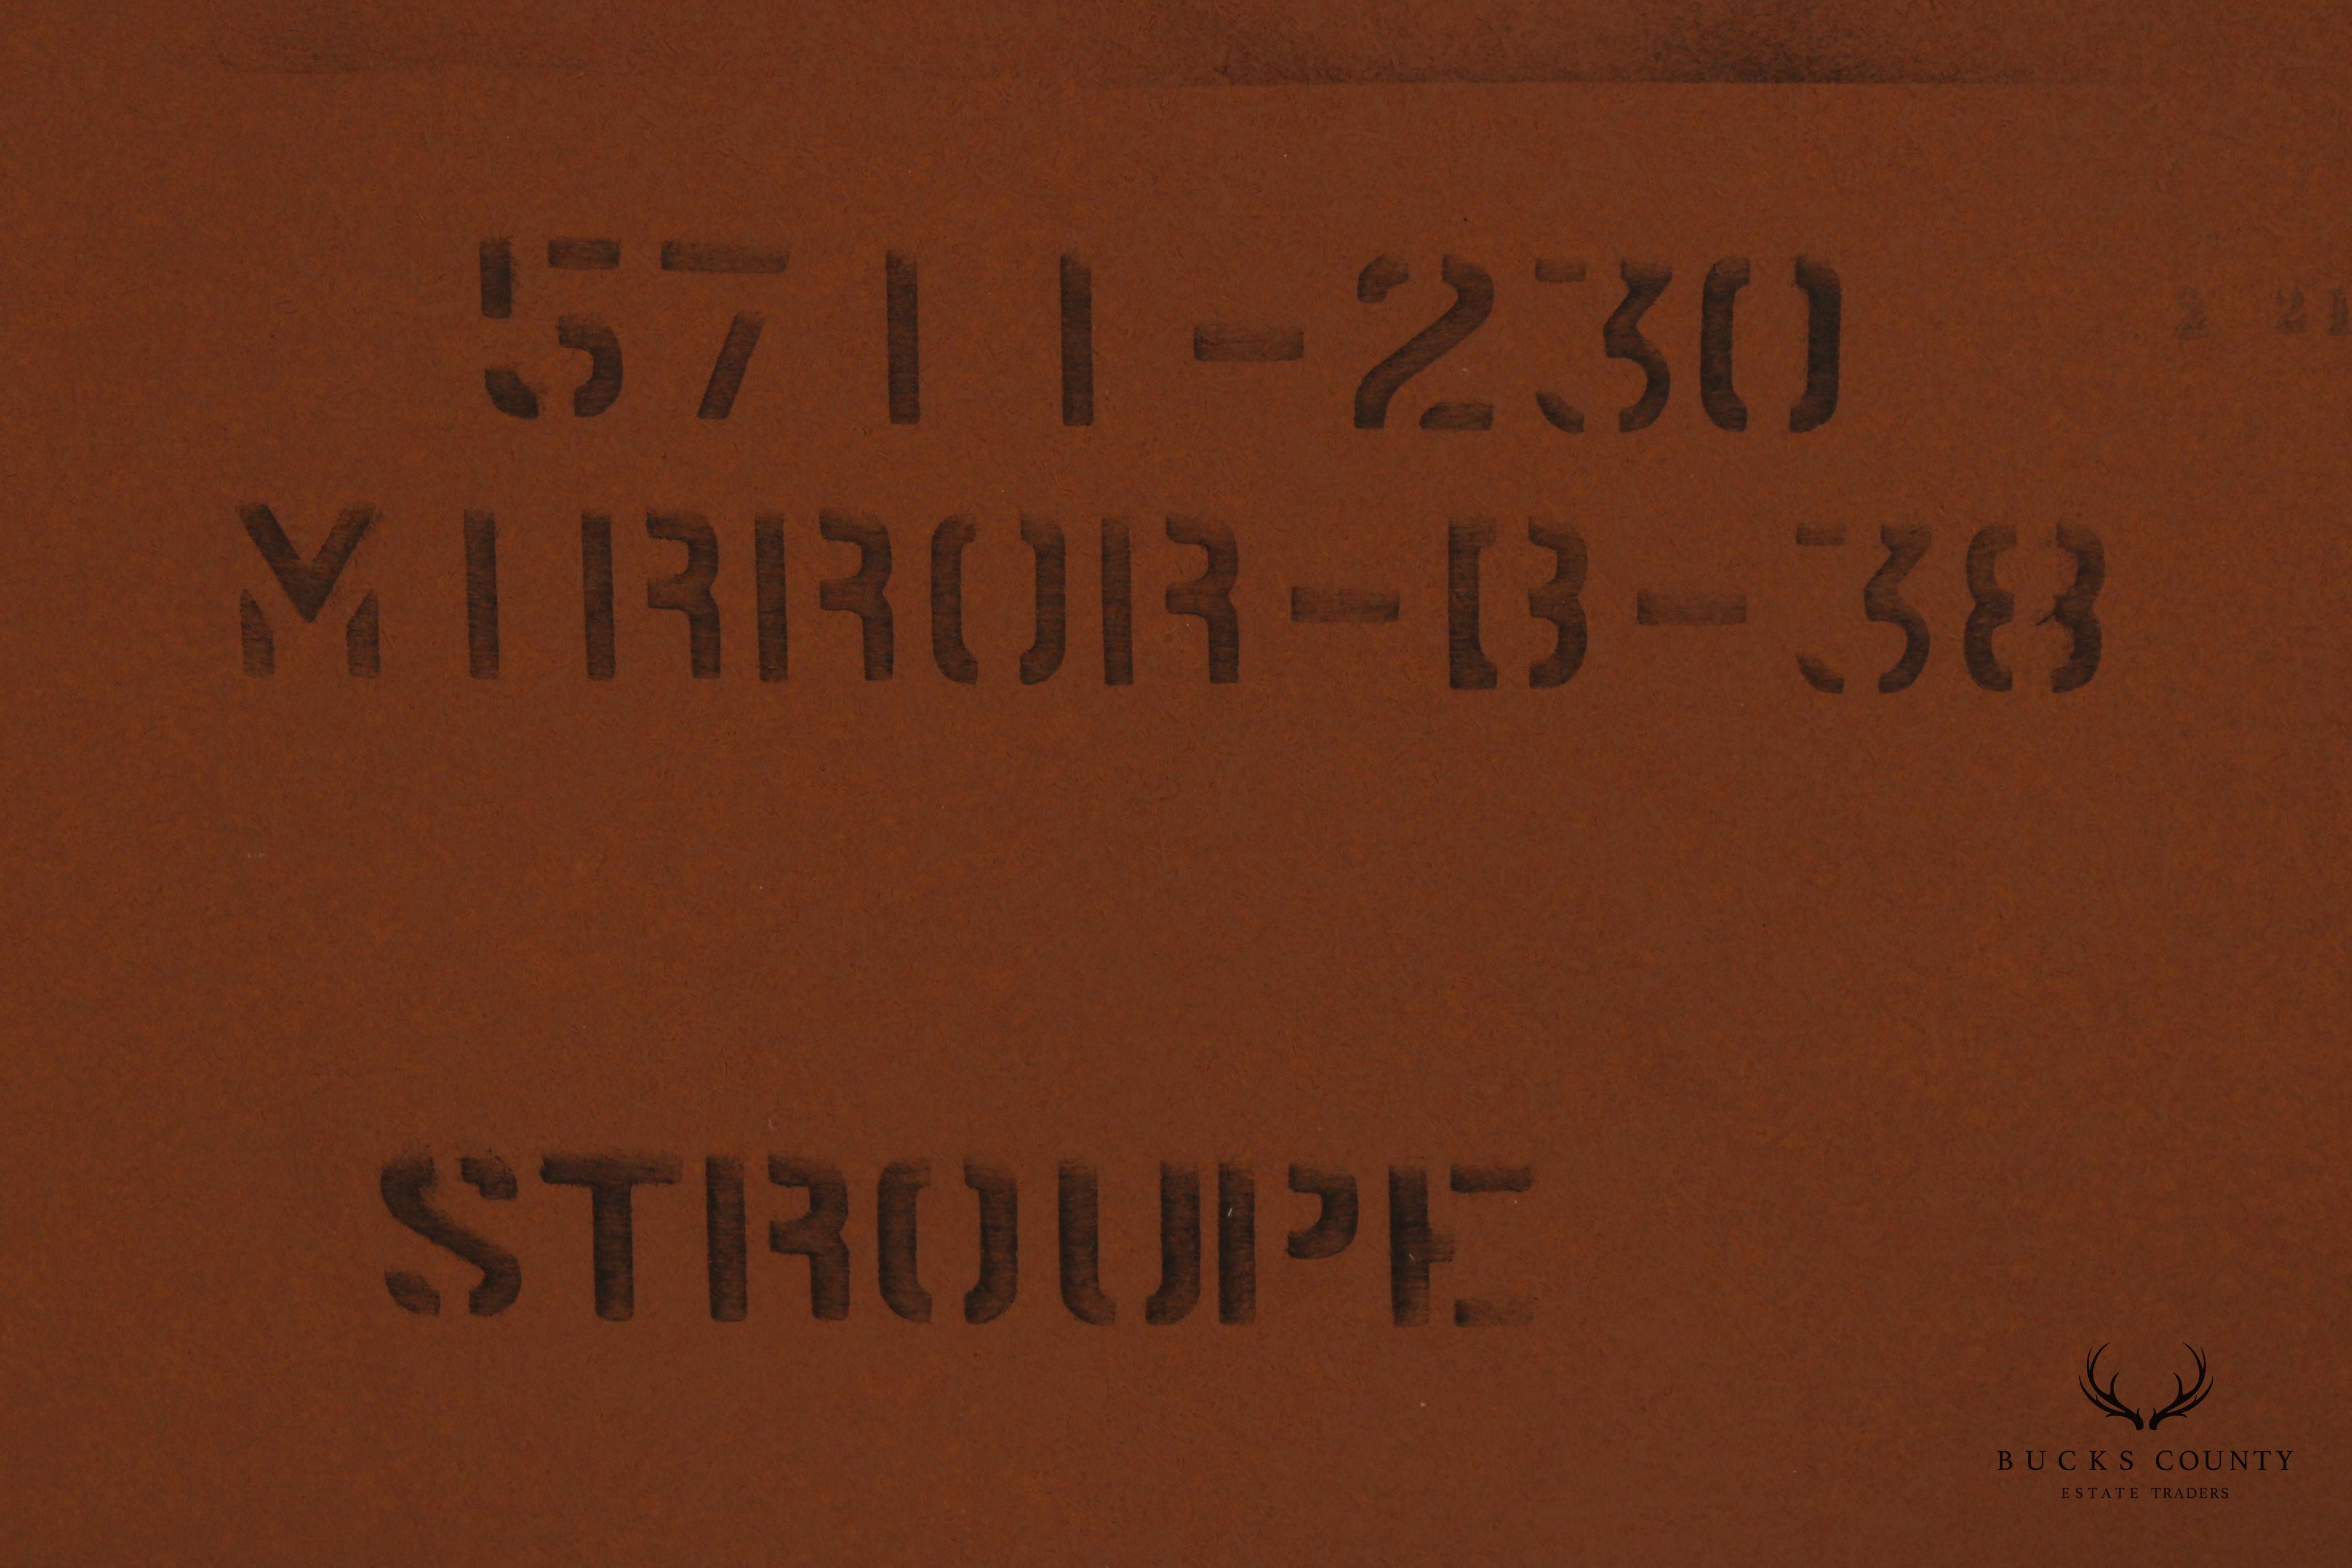 5711-230
MIRROR-B-38
STROUPE
BUCKS COUNTY
ESTATE TRADERS